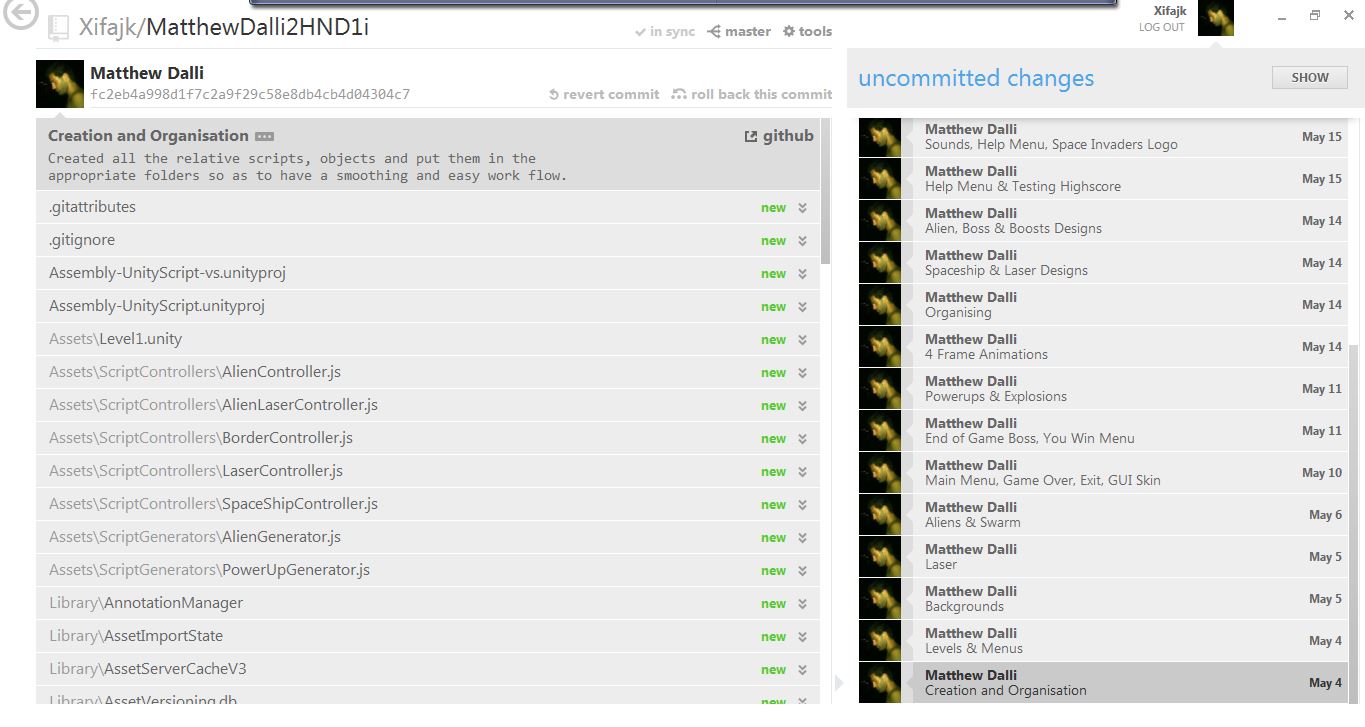 Xifajk/MatthewDalli2HND1i
in sync master tools
Matthew Dalli
fc2eb4a998d1f7c2a9f29c58e8db4cb4d04304c7
revert commit roll back this commit
Creation and Organisation
github
Created all the relative scripts, objects and put them in the
appropriate folders so as to have a smoothing and easy work flow.
.gitattributes new
.gitignore new
Assembly-UnityScript-vs.unityproj new
Assembly-UnityScript.unityproj new
Assets\Level1.unity new
Assets\ScriptControllers\AlienController.js new
Assets\ScriptControllers\AlienLaserController.js new
Assets\ScriptControllers\BorderController.js new
Assets\ScriptControllers\LaserController.js new
Assets\ScriptControllers\SpaceShipController.js new
Assets\ScriptGenerators\AlienGenerator.js new
Assets\ScriptGenerators\PowerUpGenerator.js new
Library\AnnotationManager new
Library\AssetImportState new
Library\AssetServerCacheV3 new
Library\AssetVersioning.db new
Xifajk
LOG OUT
uncommitted changes SHOW
Matthew Dalli
Sounds, Help Menu, Space Invaders Logo May 15
Matthew Dalli
Help Menu & Testing Highscore May 15
Matthew Dalli
Alien, Boss & Boosts Designs May 14
Matthew Dalli
Spaceship & Laser Designs May 14
Matthew Dalli
Organising May 14
Matthew Dalli
4 Frame Animations May 14
Matthew Dalli
Powerups & Explosions May 11
Matthew Dalli
End of Game Boss, You Win Menu May 11
Matthew Dalli
Main Menu, Game Over, Exit, GUI Skin May 10
Matthew Dalli
Aliens & Swarm May 6
Matthew Dalli
Laser May 5
Matthew Dalli
Backgrounds May 5
Matthew Dalli
Levels & Menus May 4
Matthew Dalli
Creation and Organisation May 4